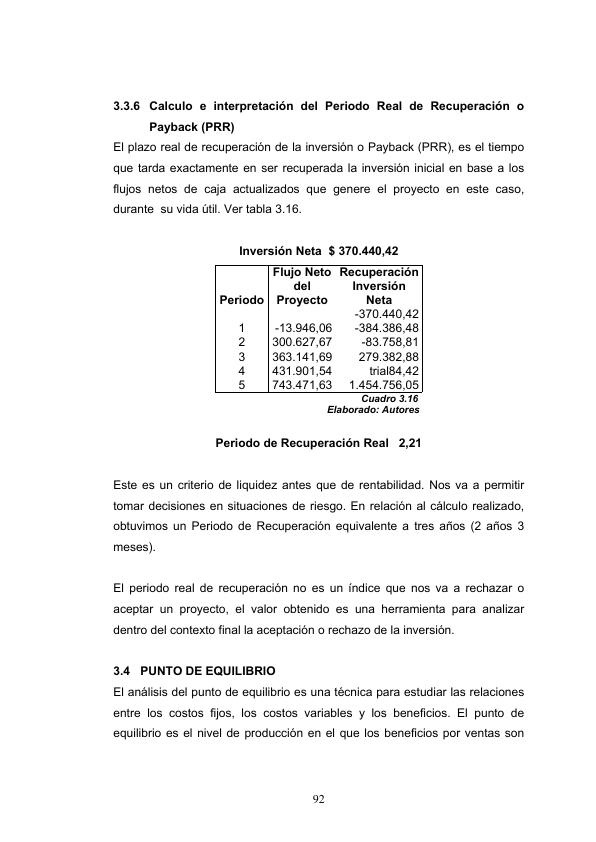 3.3.6 Calculo e interpretación del Periodo Real de Recuperación o
Payback (PRR)
El plazo real de recuperación de la inversión o Payback (PRR), es el tiempo
que tarda exactamente en ser recuperada la inversión inicial en base a los
flujos netos de caja actualizados que genere el proyecto en este caso,
durante su vida útil. Ver tabla 3.16.
Inversión Neta $ 370.440,42
Periodo Flujo Neto del Proyecto Recuperación Inversión Neta
-370.440,42
1 -13.946,06 -384.386,48
2 300.627,67 -83.758,81
3 363.141,69 279.382,88
4 431.901,54 trial84,42
5 743.471,63 1.454.756,05
Cuadro 3.16
Elaborado: Autores
Periodo de Recuperación Real 2,21
Este es un criterio de liquidez antes que de rentabilidad. Nos va a permitir
tomar decisiones en situaciones de riesgo. En relación al cálculo realizado,
obtuvimos un Periodo de Recuperación equivalente a tres años (2 años 3
meses).
El periodo real de recuperación no es un índice que nos va a rechazar o
aceptar un proyecto, el valor obtenido es una herramienta para analizar
dentro del contexto final la aceptación o rechazo de la inversión.
3.4 PUNTO DE EQUILIBRIO
El análisis del punto de equilibrio es una técnica para estudiar las relaciones
entre los costos fijos, los costos variables y los beneficios. El punto de
equilibrio es el nivel de producción en el que los beneficios por ventas son
92